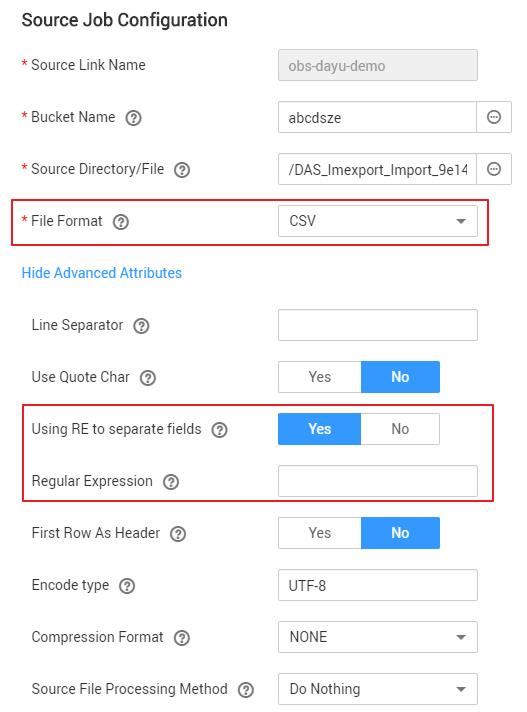 Source Job Configuration
* Source Link Name obs-dayu-demo
* Bucket Name ? abcdsze
* Source Directory/File ? /DAS_Imexport_Import_9e14
* File Format ? CSV
Hide Advanced Attributes
Line Separator ?
Use Quote Char ? Yes No
Using RE to separate fields ? Yes No
Regular Expression ?
First Row As Header ? Yes No
Encode type ? UTF-8
Compression Format ? NONE
Source File Processing Method ? Do Nothing